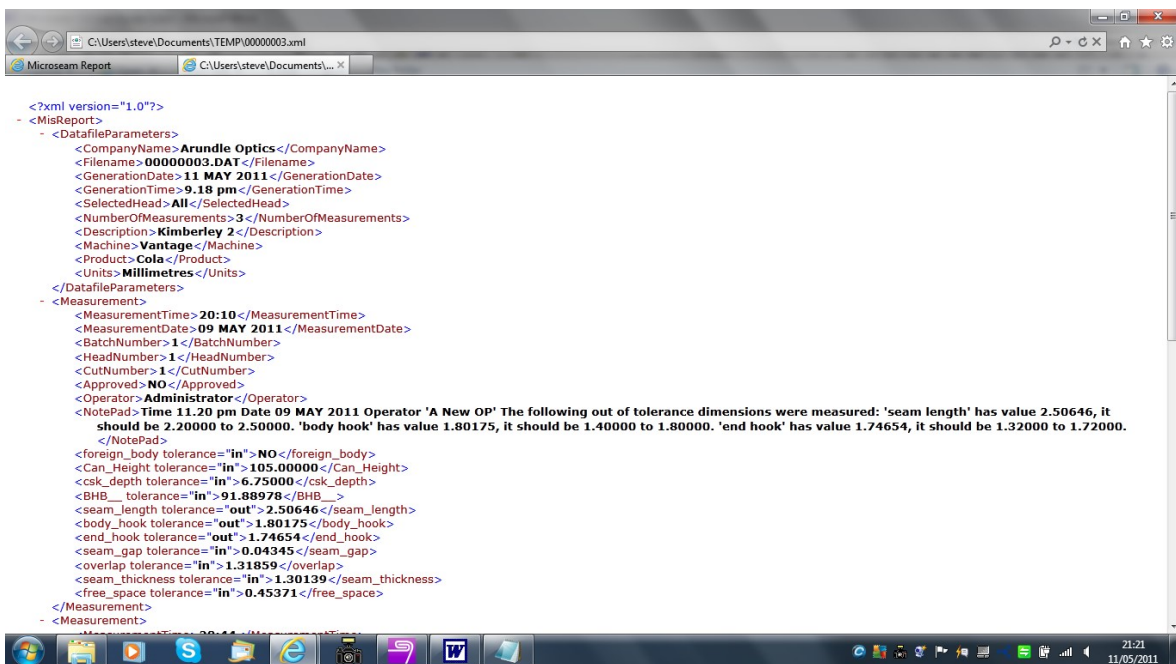 C:\Users\steve\Documents\TEMP\00000003.xml
Microseam Report
C:\Users\steve\Documents\...
<?xml version="1.0"?>
- <MisReport>
- <DatafileParameters>
<CompanyName>Arundle Optics</CompanyName>
<Filename>00000003.DAT</Filename>
<GenerationDate>11 MAY 2011</GenerationDate>
<GenerationTime>9.18 pm</GenerationTime>
<SelectedHead>All</SelectedHead>
<NumberOfMeasurements>3</NumberOfMeasurements>
<Description>Kimberley 2</Description>
<Machine>Vantage</Machine>
<Product>Cola</Product>
<Units>Millimetres</Units>
</DatafileParameters>
- <Measurement>
<MeasurementTime>20:10</MeasurementTime>
<MeasurementDate>09 MAY 2011</MeasurementDate>
<BatchNumber>1</BatchNumber>
<HeadNumber>1</HeadNumber>
<CutNumber>1</CutNumber>
<Approved>NO</Approved>
<Operator>Administrator</Operator>
<NotePad>Time 11.20 pm Date 09 MAY 2011 Operator 'A New OP' The following out of tolerance dimensions were measured: 'seam length' has value 2.50646, it
should be 2.20000 to 2.50000. 'body hook' has value 1.80175, it should be 1.40000 to 1.80000. 'end hook' has value 1.74654, it should be 1.32000 to 1.72000.
</NotePad>
<foreign_body tolerance="in">NO</foreign_body>
<Can_Height tolerance="in">105.00000</Can_Height>
<csk_depth tolerance="in">6.75000</csk_depth>
<BHB__ tolerance="in">91.88978</BHB__>
<seam_length tolerance="out">2.50646</seam_length>
<body_hook tolerance="out">1.80175</body_hook>
<end_hook tolerance="out">1.74654</end_hook>
<seam_gap tolerance="in">0.04345</seam_gap>
<overlap tolerance="in">1.31859</overlap>
<seam_thickness tolerance="in">1.30139</seam_thickness>
<free_space tolerance="in">0.45371</free_space>
</Measurement>
- <Measurement>
21:21
11/05/2011